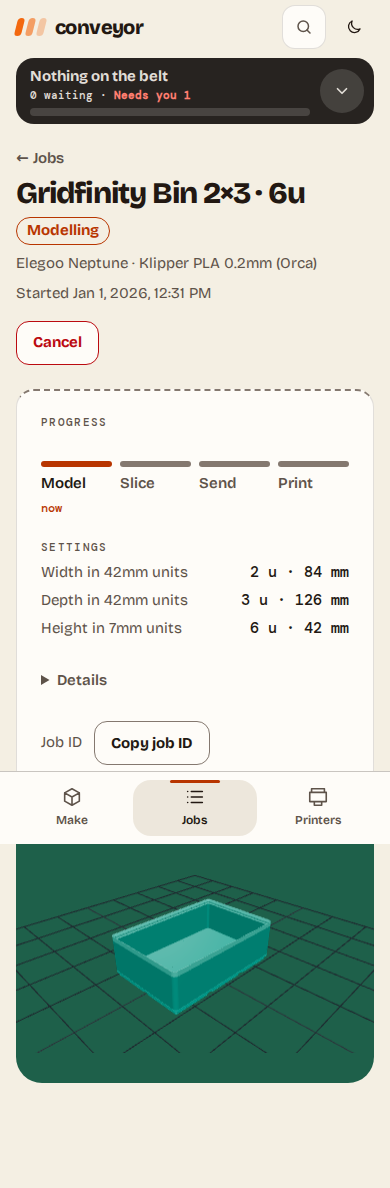 conveyor
Nothing on the belt
0 waiting · Needs you 1
← Jobs
Gridfinity Bin 2×3 · 6u
Modelling
Elegoo Neptune · Klipper PLA 0.2mm (Orca)
Started Jan 1, 2026, 12:31 PM
Cancel
PROGRESS
Model Slice Send Print
now
SETTINGS
Width in 42mm units 2 u · 84 mm
Depth in 42mm units 3 u · 126 mm
Height in 7mm units 6 u · 42 mm
Details
Job ID Copy job ID
Make Jobs Printers